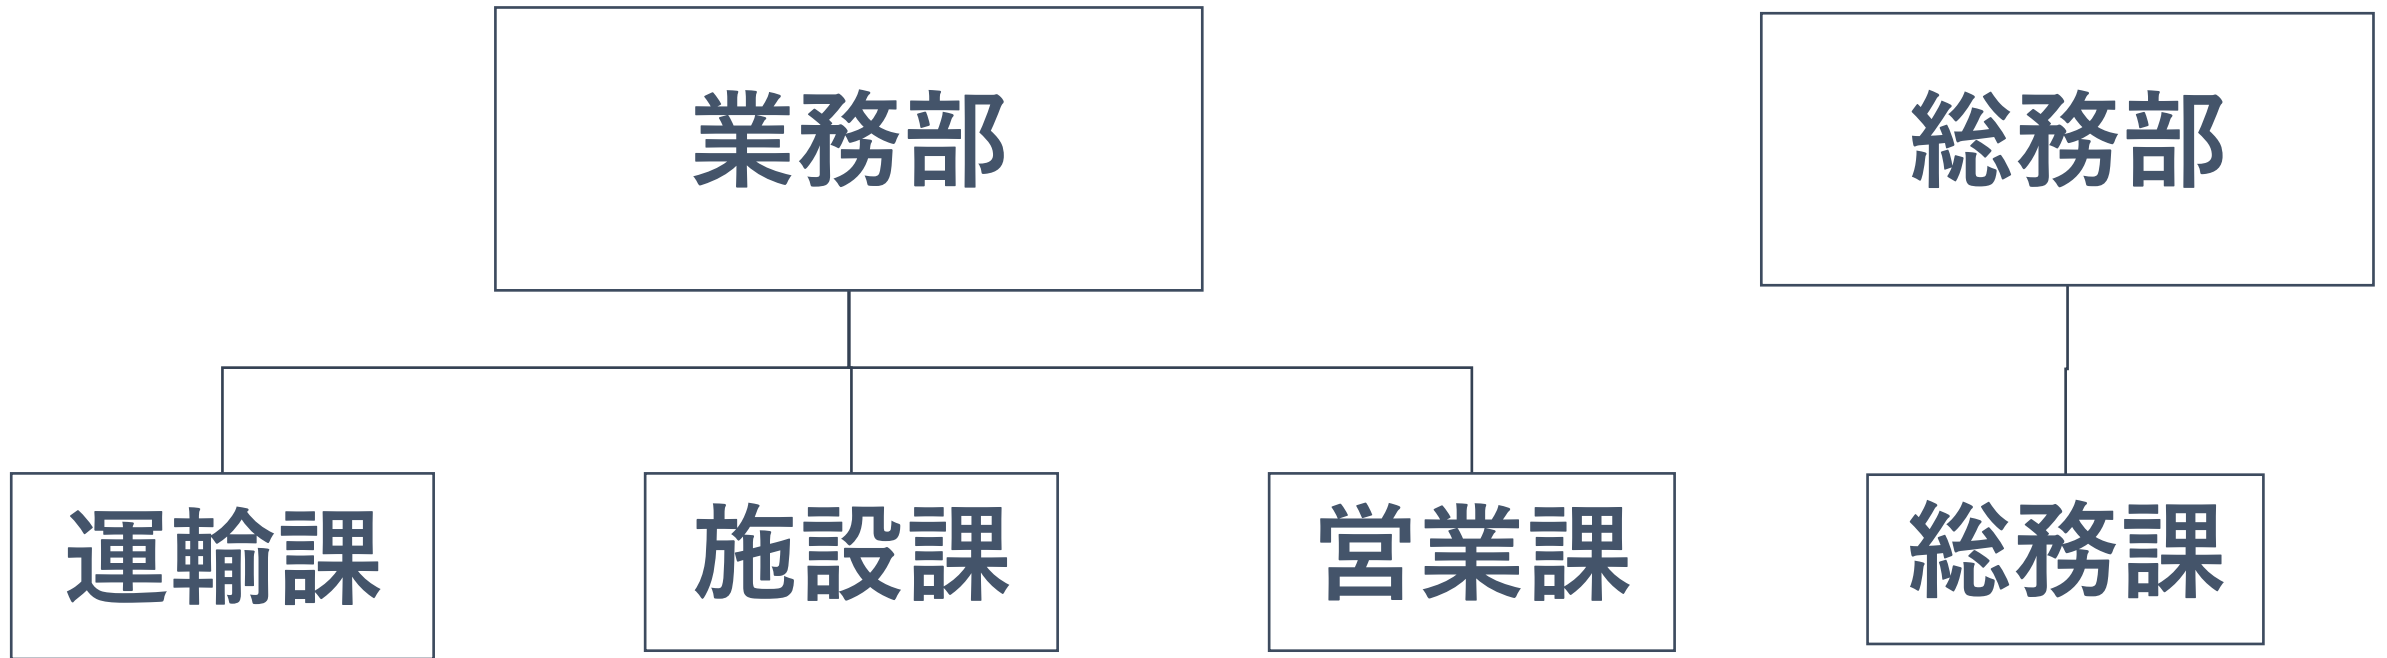 業務部
総務部
運輸課
施設課
営業課
総務課